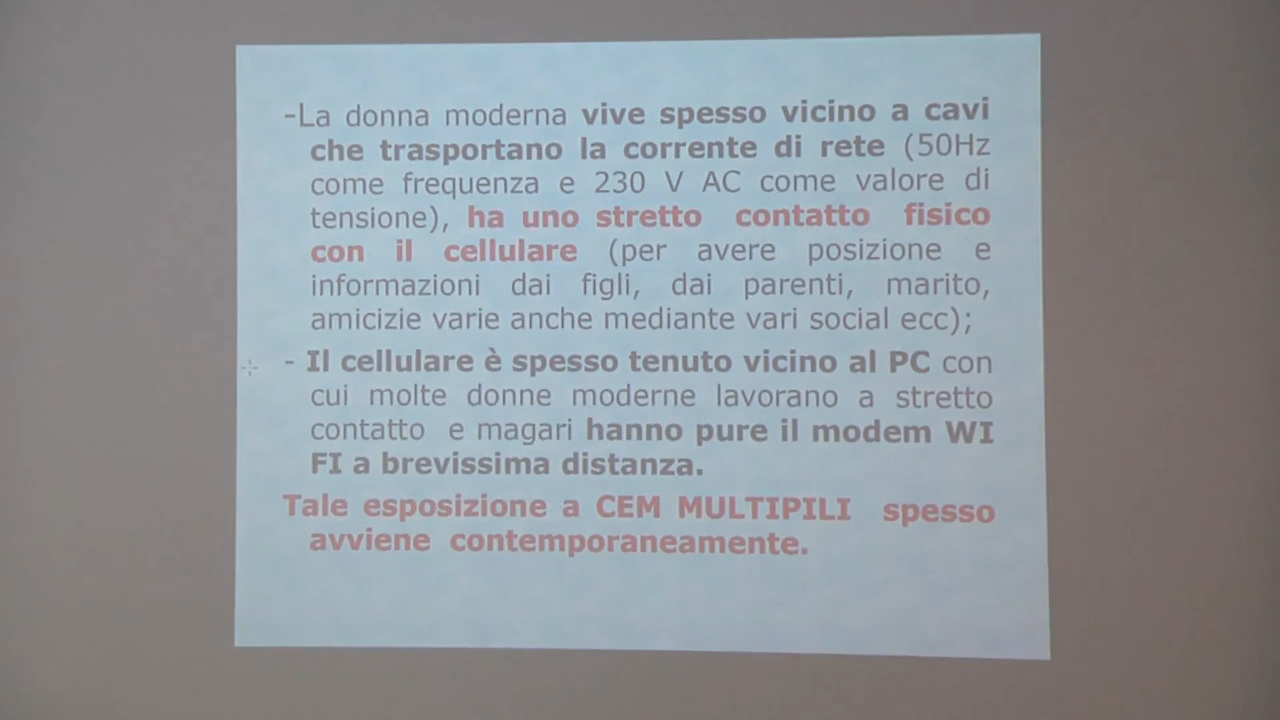 -La donna moderna vive spesso vicino a cavi
che trasportano la corrente di rete (50Hz
come frequenza e 230 V AC come valore di
tensione), ha uno stretto contatto fisico
con il cellulare (per avere posizione e
informazioni dai figli, dai parenti, marito,
amicizie varie anche mediante vari social ecc);
- Il cellulare è spesso tenuto vicino al PC con
cui molte donne moderne lavorano a stretto
contatto e magari hanno pure il modem WI
FI a brevissima distanza.
Tale esposizione a CEM MULTIPILI spesso
avviene contemporaneamente.